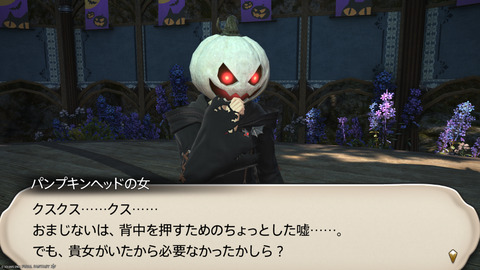 パンプキンヘッドの女
クスクス……クス……
おまじないは、背中を押すためのちょっとした嘘……。
でも、貴女がいたから必要なかったかしら？